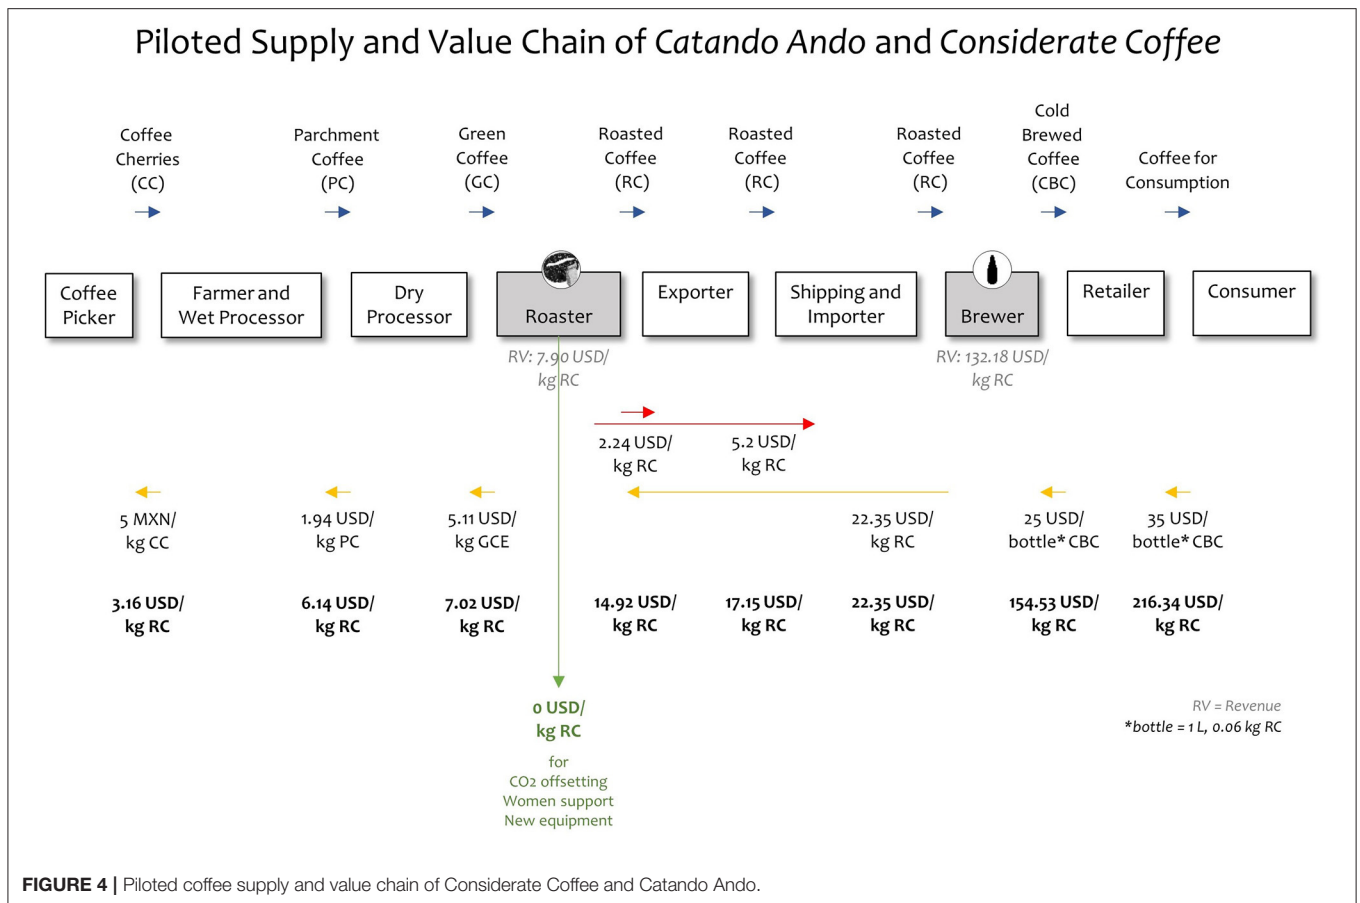 Piloted Supply and Value Chain of Catando Ando and Considerate Coffee
Coffee
Cherries
(CC)
Parchment
Coffee
(PC)
Green
Coffee
(GC)
Roasted
Coffee
(RC)
Roasted
Coffee
(RC)
Roasted
Coffee
(RC)
Cold
Brewed
Coffee
(CBC)
Coffee for
Consumption
Coffee
Picker
Farmer and
Wet Processor
Dry
Processor
Roaster
Exporter
Shipping and
Importer
Brewer
Retailer
Consumer
RV: 7.90 USD/
kg RC
RV: 132.18 USD/
kg RC
2.24 USD/
kg RC
5.2 USD/
kg RC
5 MXN/
kg CC
1.94 USD/
kg PC
5.11 USD/
kg GCE
22.35 USD/
kg RC
25 USD/
bottle* CBC
35 USD/
bottle* CBC
3.16 USD/
kg RC
6.14 USD/
kg RC
7.02 USD/
kg RC
14.92 USD/
kg RC
17.15 USD/
kg RC
22.35 USD/
kg RC
154.53 USD/
kg RC
216.34 USD/
kg RC
0 USD/
kg RC
for
CO2 offsetting
Women support
New equipment
RV = Revenue
*bottle = 1 L, 0.06 kg RC
FIGURE 4 | Piloted coffee supply and value chain of Considerate Coffee and Catando Ando.